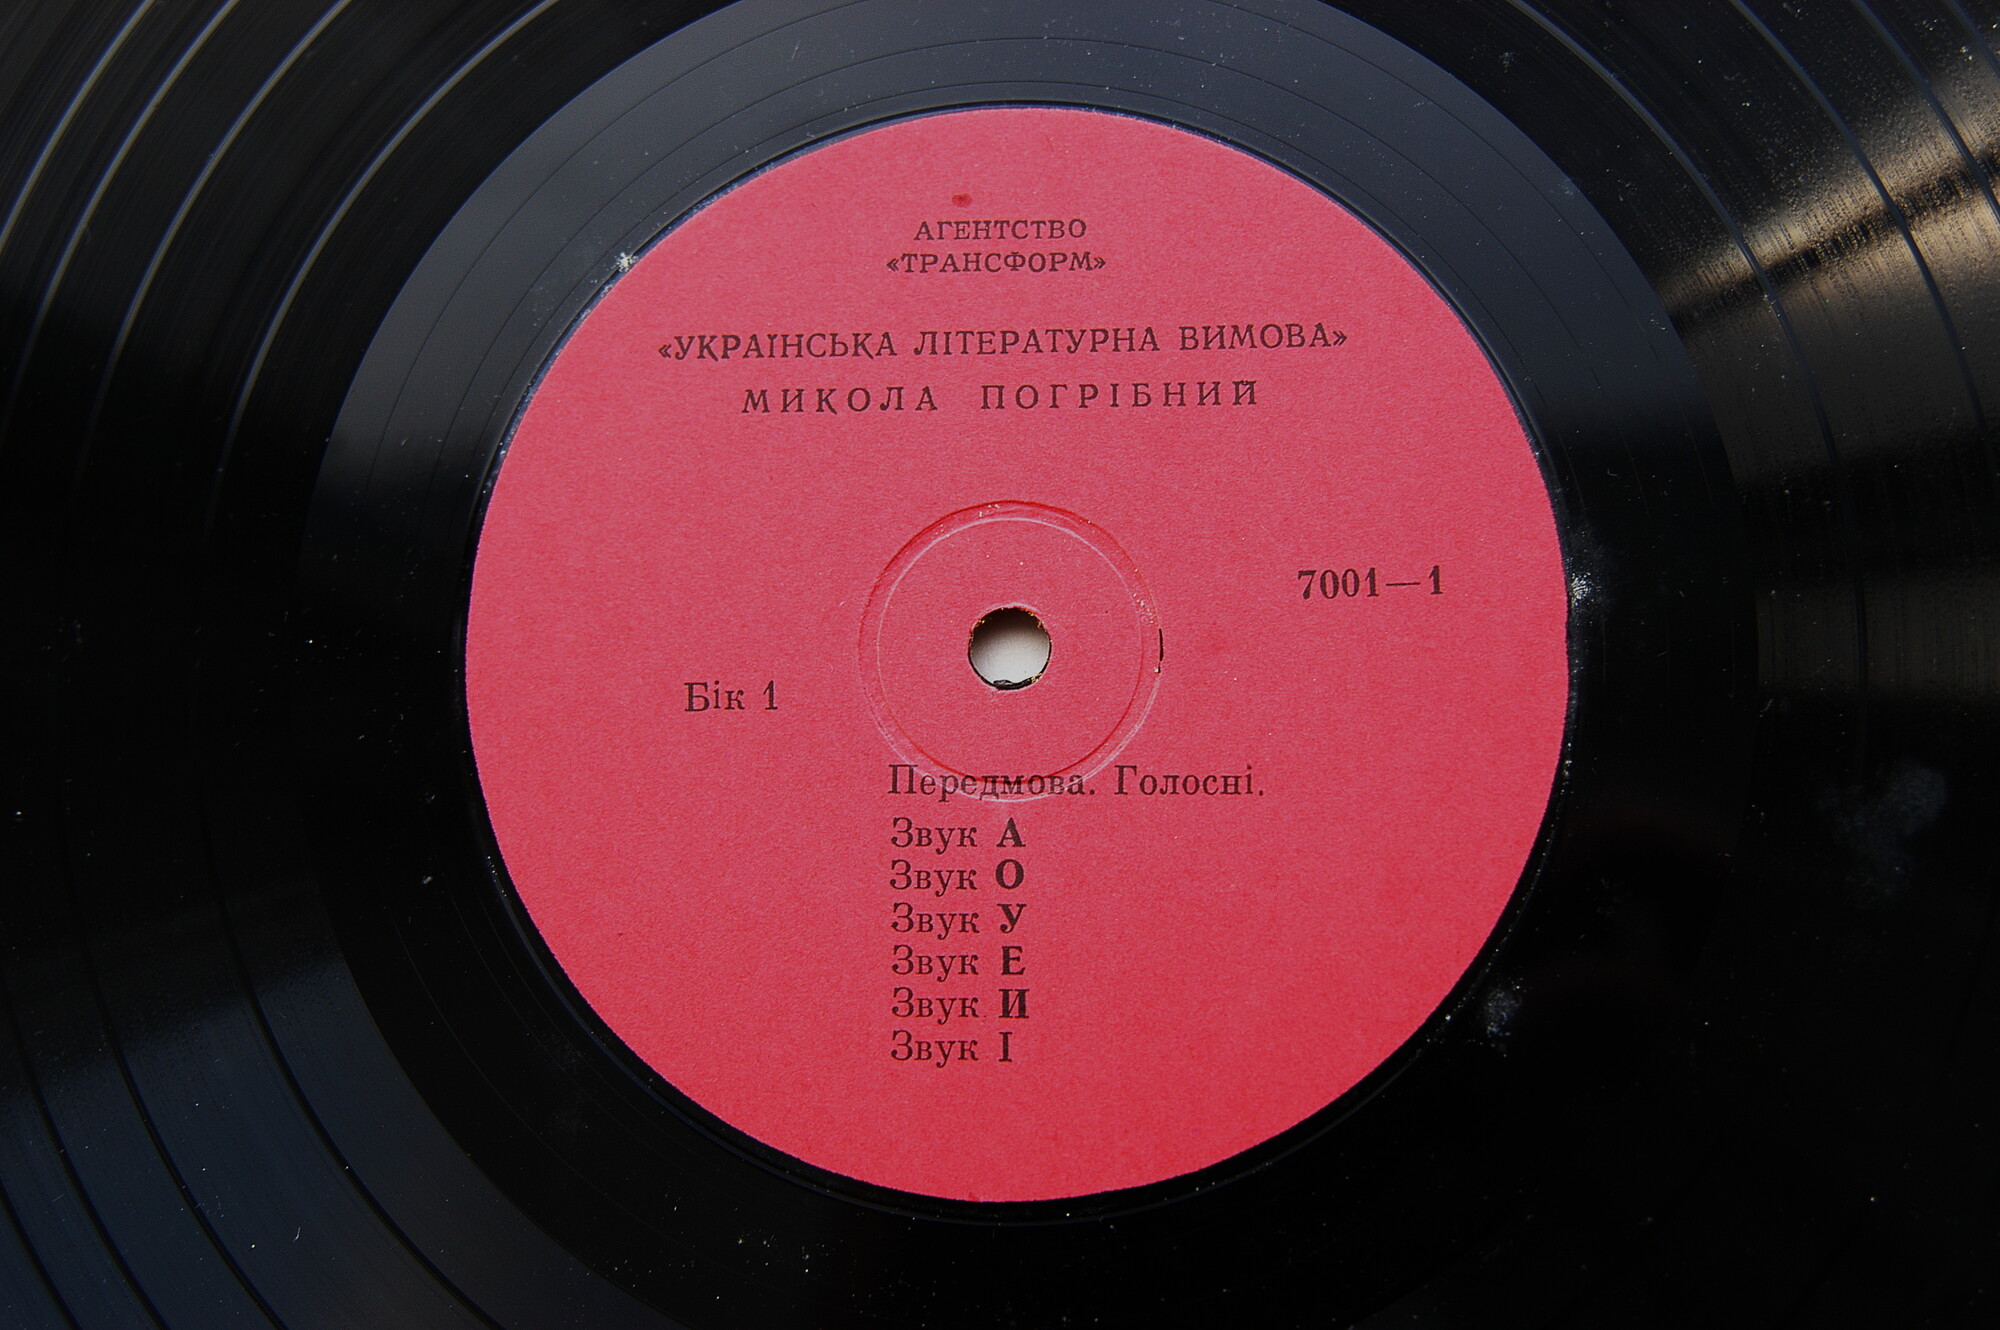 АГЕНТСТВО
«ТРАНСФОРМ»
«УКРАЇНСЬКА ЛІТЕРАТУРНА ВИМОВА»
МИКОЛА ПОГРІБНИЙ
7001—1
Бік 1
Передмова. Голосні.
Звук А
Звук О
Звук У
Звук Е
Звук И
Звук І